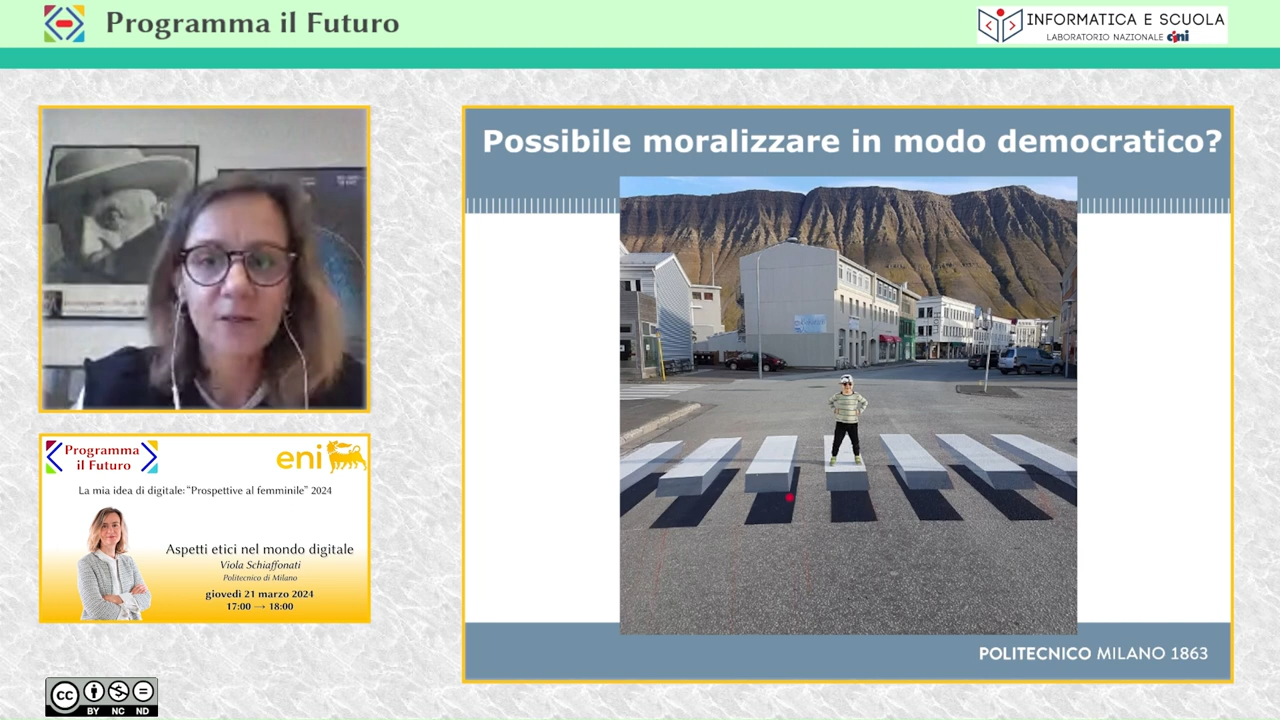 Programma il Futuro
INFORMATICA E SCUOLA
LABORATORIO NAZIONALE cini
Possibile moralizzare in modo democratico?
Programma
il Futuro
eni
La mia idea di digitale: "Prospettive al femminile" 2024
Aspetti etici nel mondo digitale
Viola Schiaffonati
Politecnico di Milano
giovedì 21 marzo 2024
17:00 → 18:00
POLITECNICO MILANO 1863
cc
BY NC ND